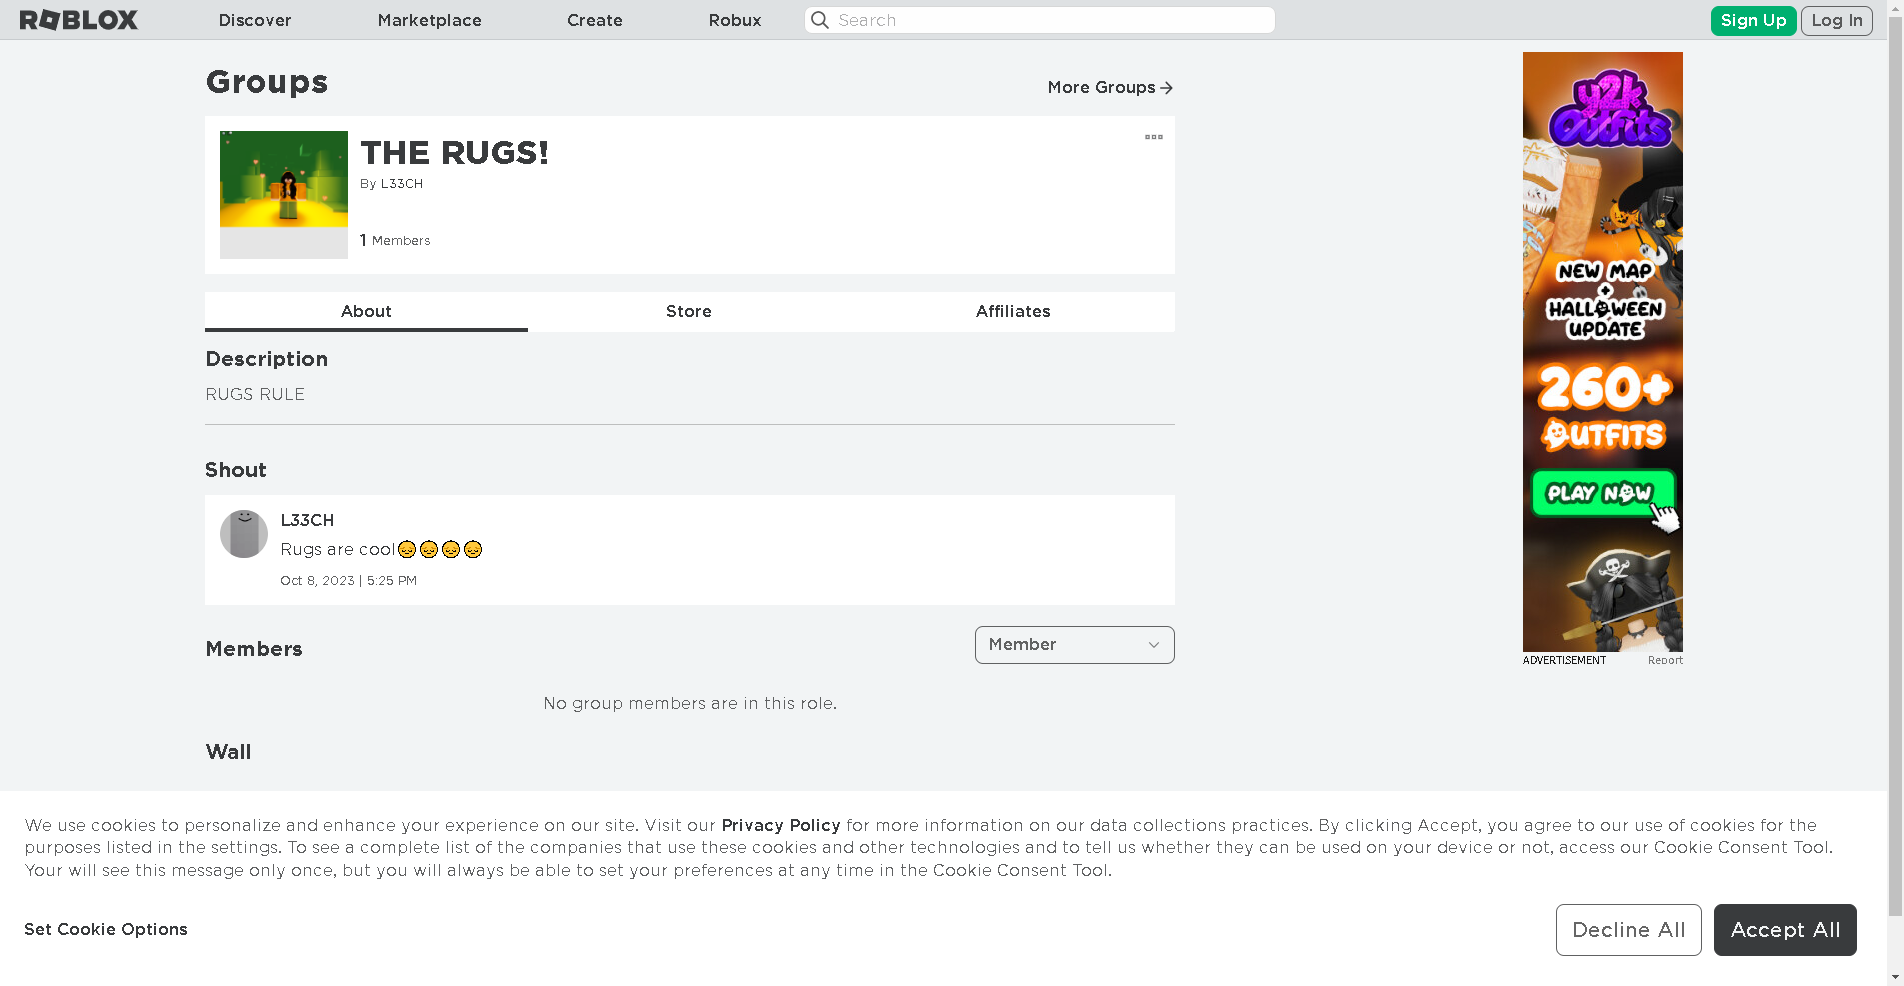 ROBLOX Discover Marketplace Create Robux Search Sign Up Log In
Groups
More Groups
THE RUGS!
By L33CH
1 Members
About Store Affiliates
Description
RUGS RULE
Shout
L33CH
Rugs are cool😞😞😞😞
Oct 8, 2023 | 5:25 PM
Members
Member
No group members are in this role.
Wall
y2k
Outfits
NEW MAP
+
HALLOWEEN
UPDATE
260+
OUTFITS
PLAY NOW
ADVERTISEMENT Report
We use cookies to personalize and enhance your experience on our site. Visit our Privacy Policy for more information on our data collections practices. By clicking Accept, you agree to our use of cookies for the
purposes listed in the settings. To see a complete list of the companies that use these cookies and other technologies and to tell us whether they can be used on your device or not, access our Cookie Consent Tool.
Your will see this message only once, but you will always be able to set your preferences at any time in the Cookie Consent Tool.
Set Cookie Options
Decline All Accept All